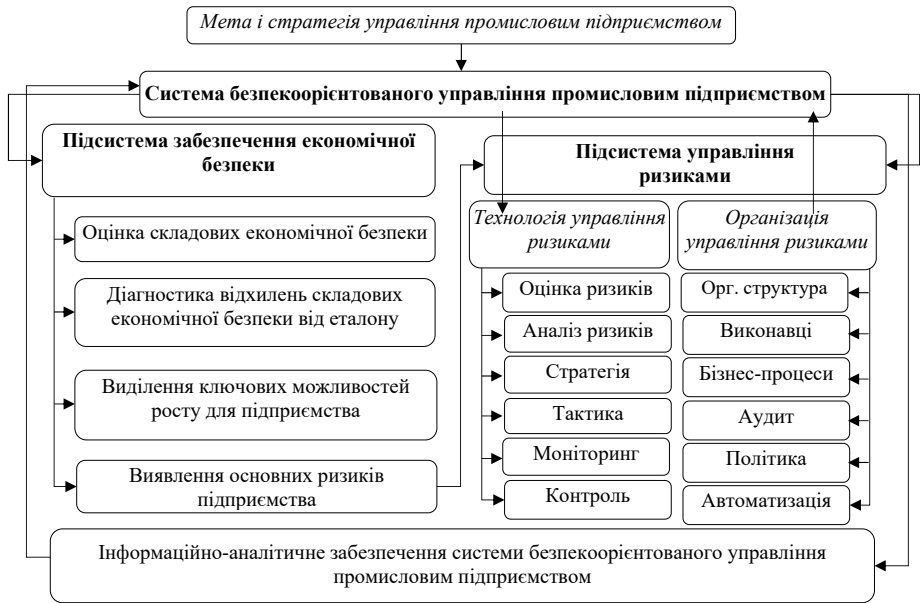 Мета і стратегія управління промисловим підприємством
Система безпекоорієнтованого управління промисловим підприємством
Підсистема забезпечення економічної
безпеки
Оцінка складових економічної безпеки
Діагностика відхилень складових
економічної безпеки від еталону
Виділення ключових можливостей
росту для підприємства
Виявлення основних ризиків
підприємства
Підсистема управління
ризиками
Технологія управління
ризиками
Оцінка ризиків
Аналіз ризиків
Стратегія
Тактика
Моніторинг
Контроль
Організація
управління ризиками
Орг. структура
Виконавці
Бізнес-процеси
Аудит
Політика
Автоматизація
Інформаційно-аналітичне забезпечення системи безпекоорієнтованого управління
промисловим підприємством